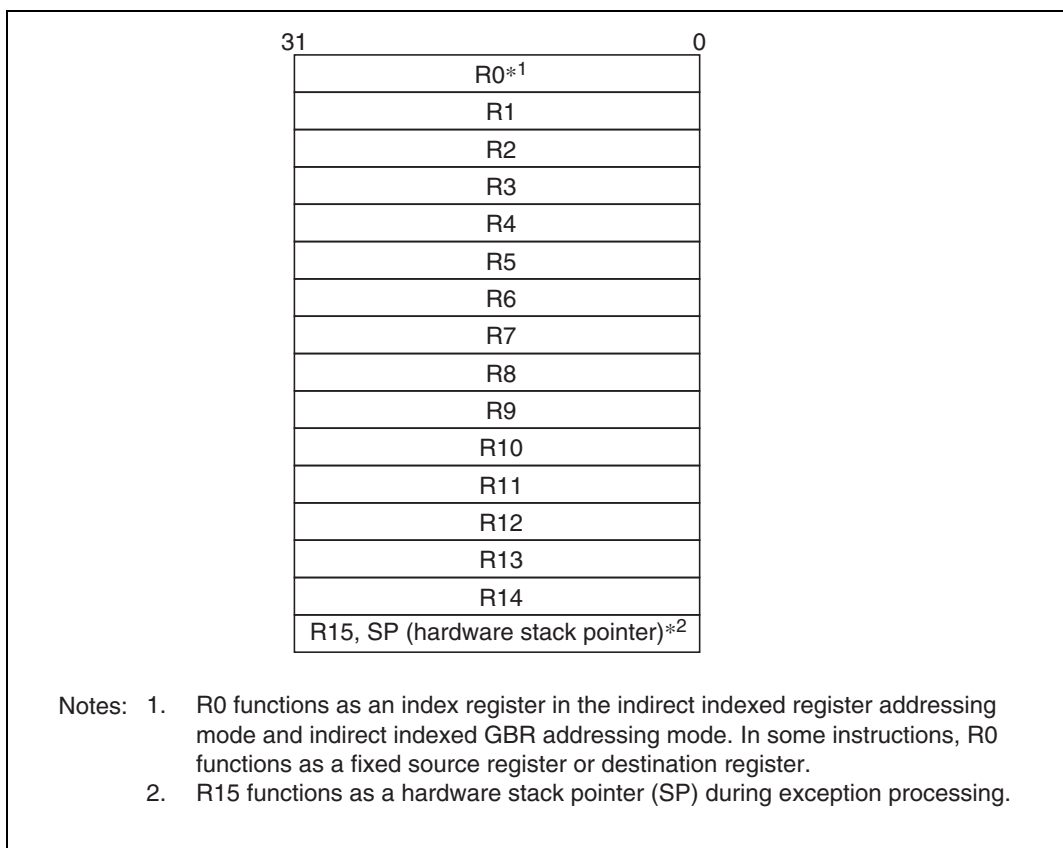 31 0
R0*1
R1
R2
R3
R4
R5
R6
R7
R8
R9
R10
R11
R12
R13
R14
R15, SP (hardware stack pointer)*2
Notes: 1. R0 functions as an index register in the indirect indexed register addressing
mode and indirect indexed GBR addressing mode. In some instructions, R0
functions as a fixed source register or destination register.
2. R15 functions as a hardware stack pointer (SP) during exception processing.